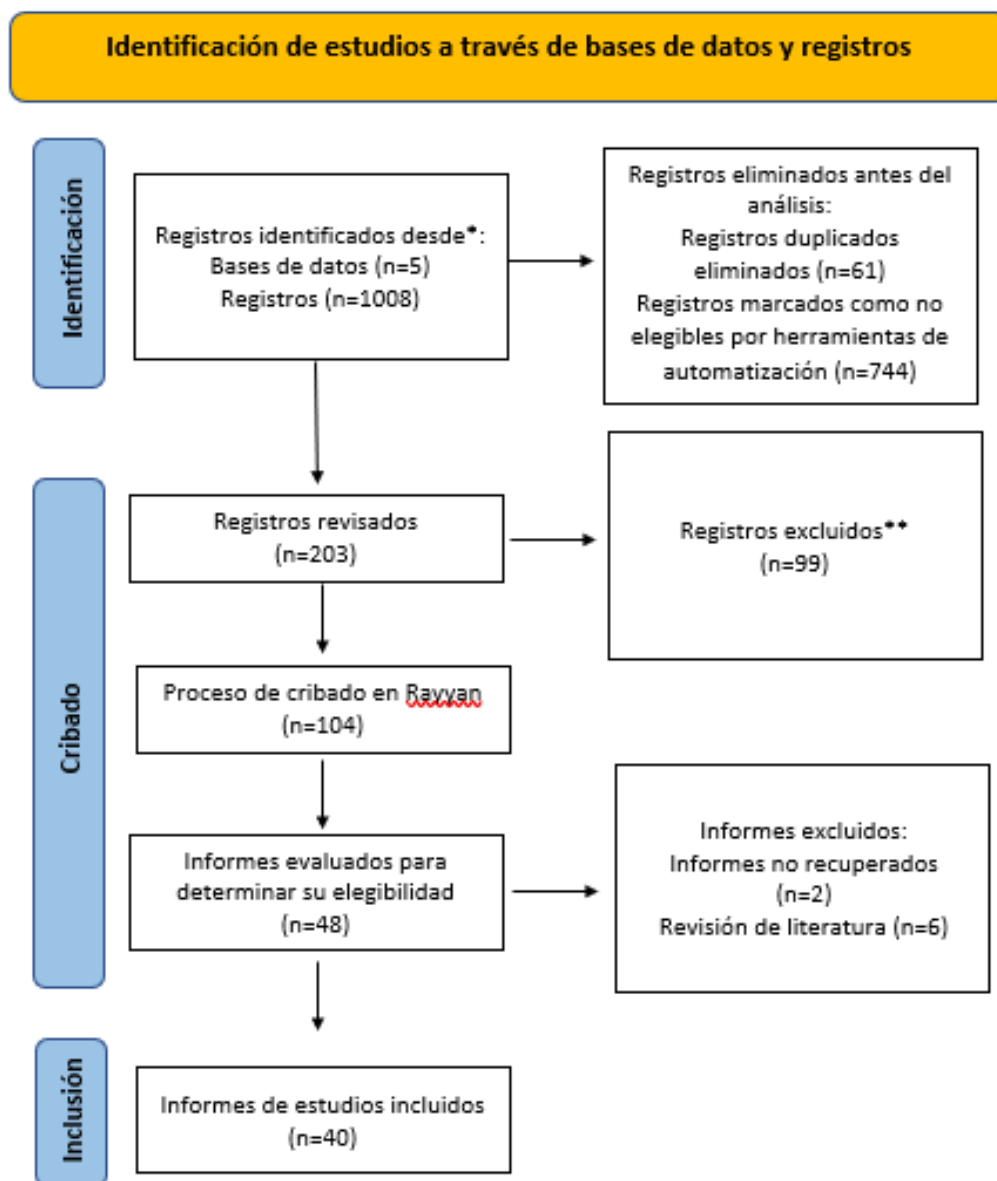 Identificación de estudios a través de bases de datos y registros
Identificación
Registros identificados desde*:
Bases de datos (n=5)
Registros (n=1008)
Registros eliminados antes del
análisis:
Registros duplicados
eliminados (n=61)
Registros marcados como no
elegibles por herramientas de
automatización (n=744)
Cribado
Registros revisados
(n=203)
Registros excluidos**
(n=99)
Proceso de cribado en Rayyan
(n=104)
Informes evaluados para
determinar su elegibilidad
(n=48)
Informes excluidos:
Informes no recuperados
(n=2)
Revisión de literatura (n=6)
Inclusión
Informes de estudios incluidos
(n=40)